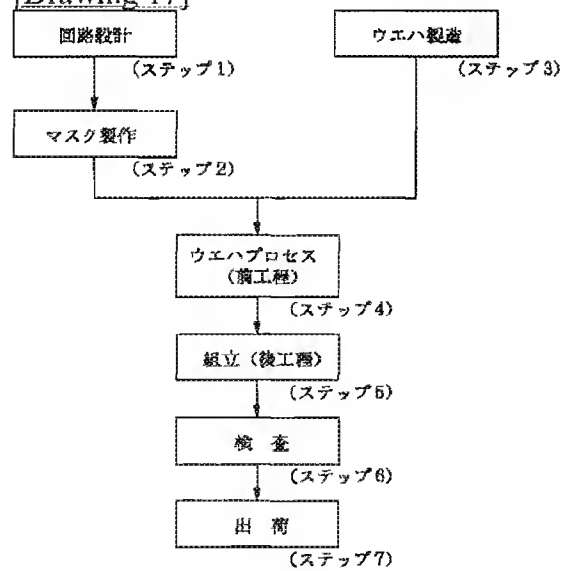 [Drawing 17]
回路設計
ウエハ製造
(ステップ1)
(ステップ3)
マスク製作
(ステップ2)
ウエハプロセス
(前工程)
(ステップ4)
組立(後工程)
(ステップ5)
検 査
(ステップ6)
出 荷
(ステップ7)